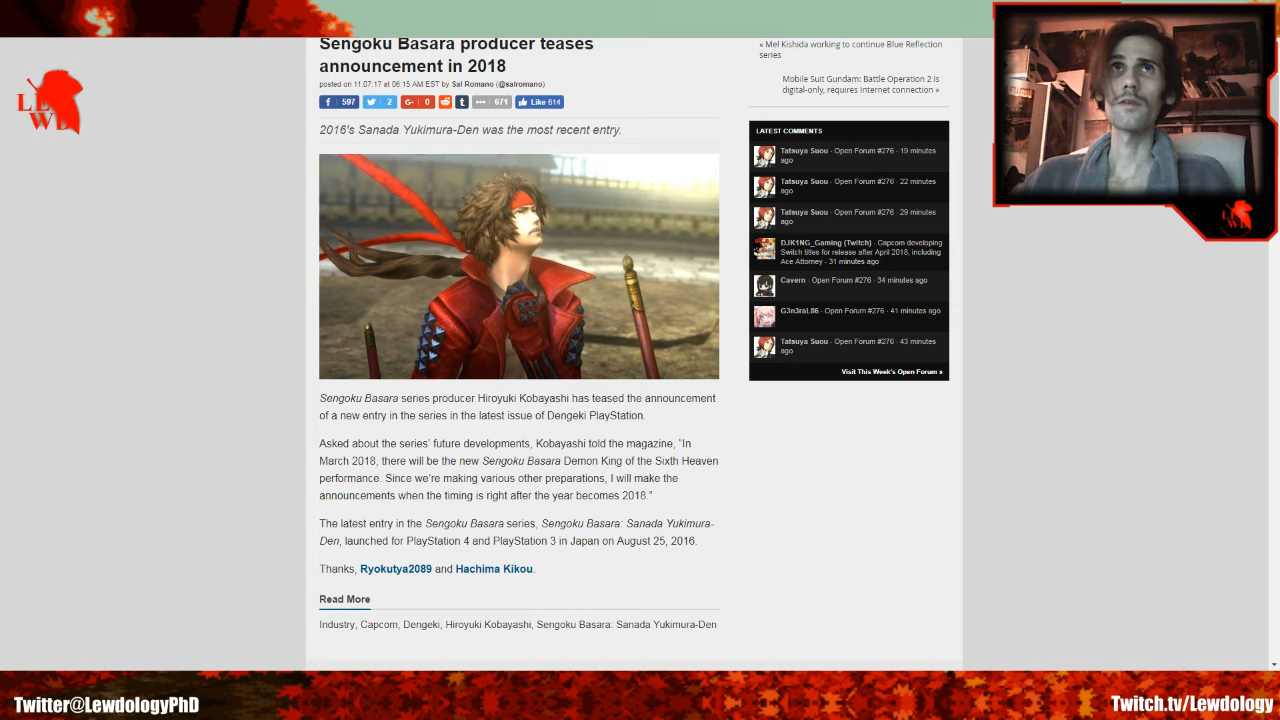 Sengoku Basara producer teases
announcement in 2018
posted on 11.07.17 at 06:15 AM EST by Sal Romano (@salromano)
597
2
0
671
Like 614
2016's Sanada Yukimura-Den was the most recent entry.
Sengoku Basara series producer Hiroyuki Kobayashi has teased the announcement
of a new entry in the series in the latest issue of Dengeki PlayStation.
Asked about the series' future developments, Kobayashi told the magazine, "In
March 2018, there will be the new Sengoku Basara Demon King of the Sixth Heaven
performance. Since we're making various other preparations, I will make the
announcements when the timing is right after the year becomes 2018."
The latest entry in the Sengoku Basara series, Sengoku Basara: Sanada Yukimura-
Den, launched for PlayStation 4 and PlayStation 3 in Japan on August 25, 2016.
Thanks, Ryokutya2089 and Hachima Kikou.
Read More
Industry, Capcom, Dengeki, Hiroyuki Kobayashi, Sengoku Basara: Sanada Yukimura-Den
« Mel Kishida working to continue Blue Reflection
series
Mobile Suit Gundam: Battle Operation 2 is
digital-only, requires Internet connection »
LATEST COMMENTS
Tatsuya Suou · Open Forum #276 · 19 minutes
ago
Tatsuya Suou · Open Forum #276 · 22 minutes
ago
Tatsuya Suou · Open Forum #276 · 29 minutes
ago
DJK1NG_Gaming (Twitch) · Capcom developing
Switch titles for release after April 2018, including
Ace Attorney · 31 minutes ago
Cavern · Open Forum #276 · 34 minutes ago
G3n3raL86 · Open Forum #276 · 41 minutes ago
Tatsuya Suou · Open Forum #276 · 43 minutes
ago
Visit This Week's Open Forum »
LE
WD
LE
WD
Twitter@LewdologyPhD
Twitch.tv/Lewdology